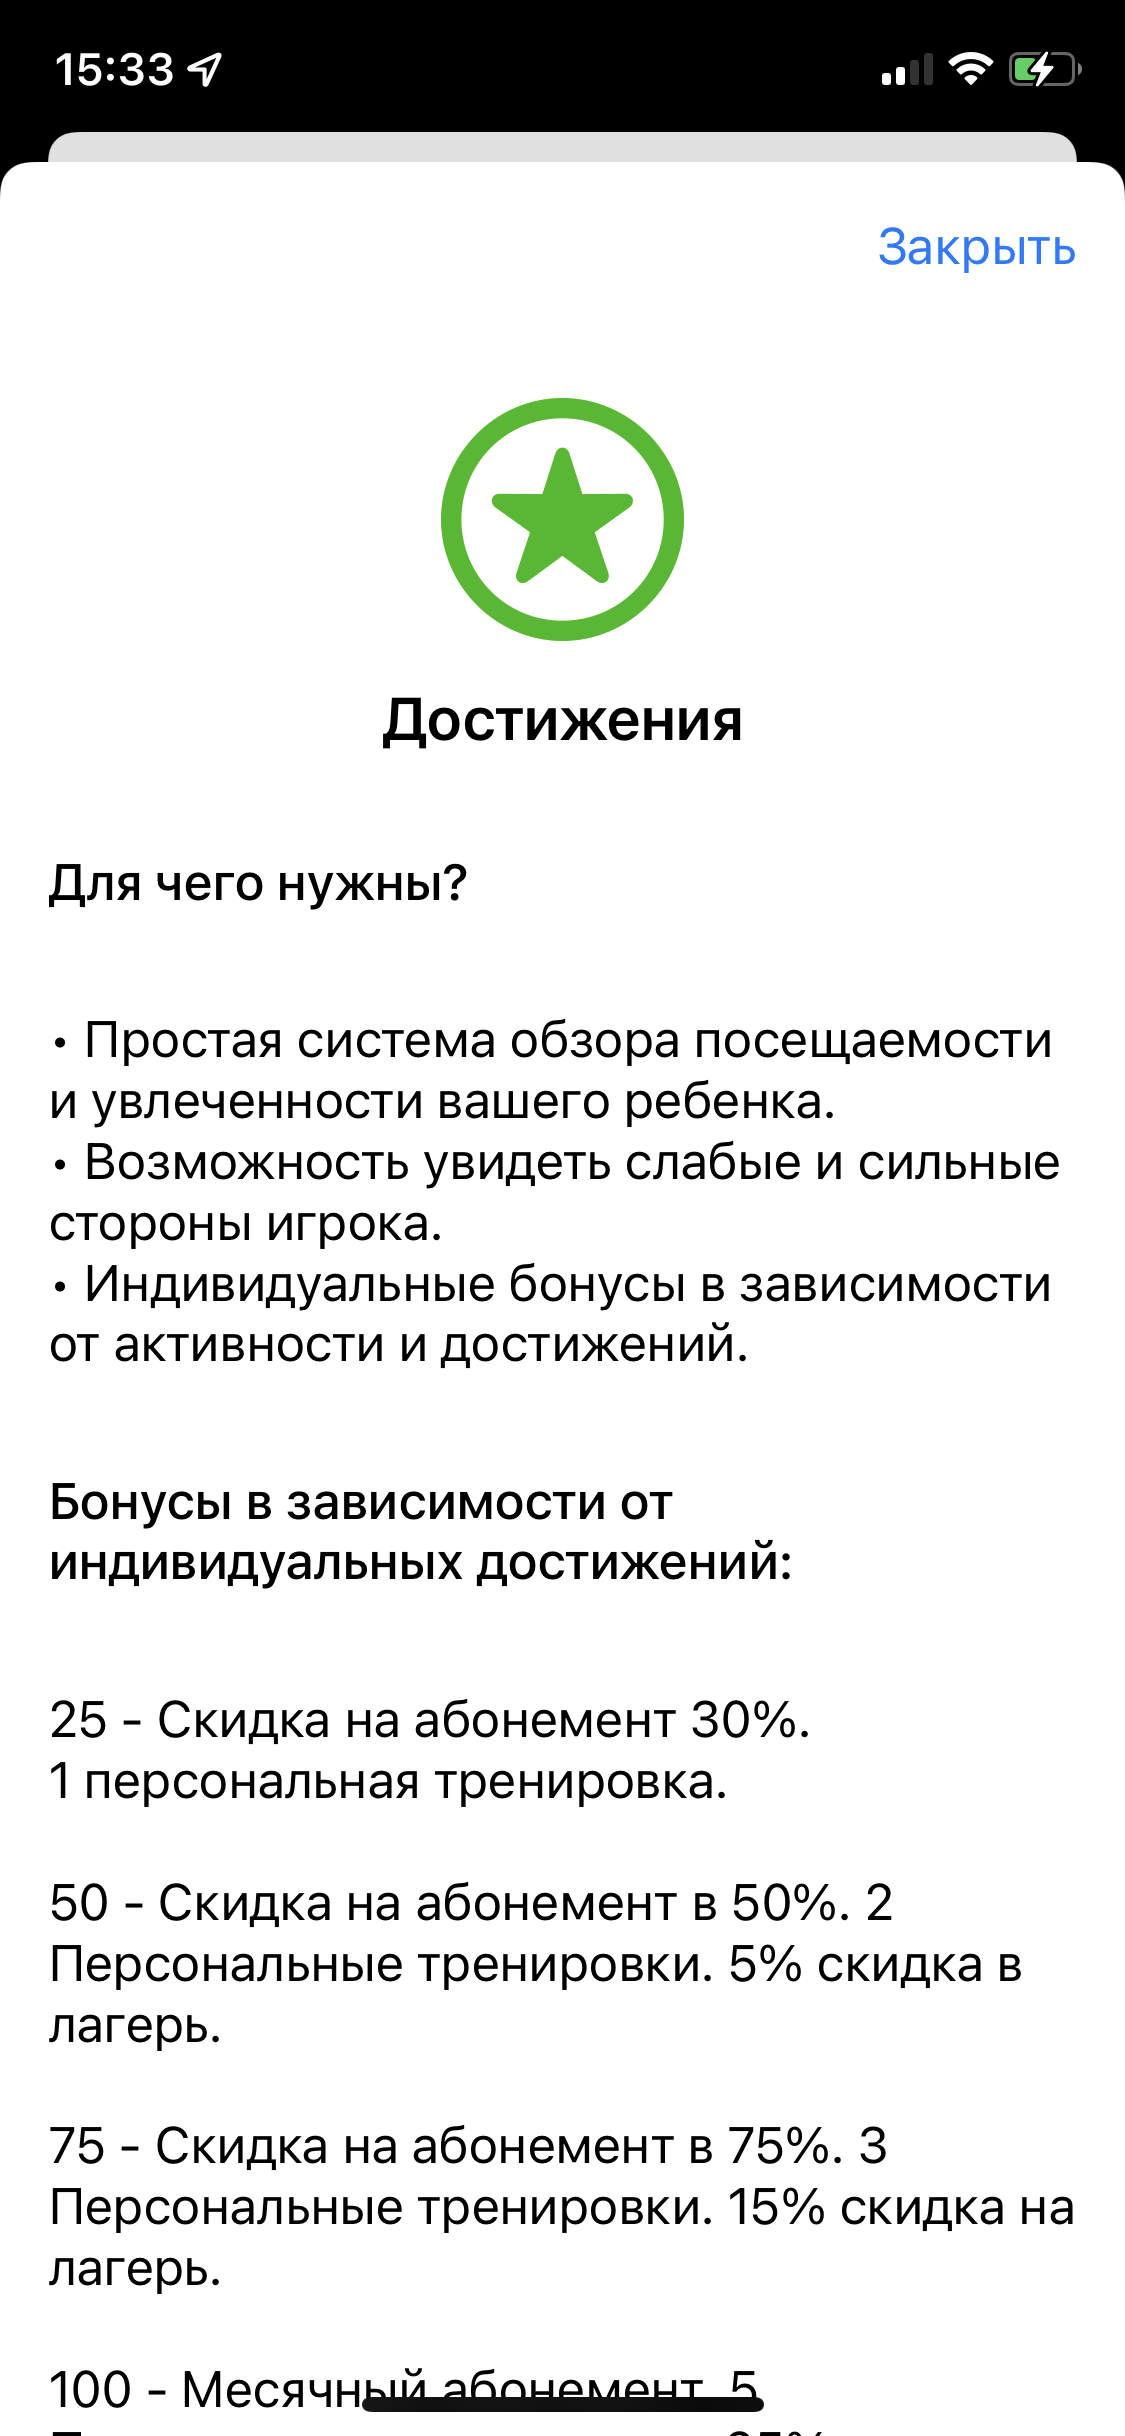 15:33
Закрыть
Достижения
Для чего нужны?
• Простая система обзора посещаемости
и увлеченности вашего ребенка.
• Возможность увидеть слабые и сильные
стороны игрока.
• Индивидуальные бонусы в зависимости
от активности и достижений.
Бонусы в зависимости от
индивидуальных достижений:
25 - Скидка на абонемент 30%.
1 персональная тренировка.
50 - Скидка на абонемент в 50%. 2
Персональные тренировки. 5% скидка в
лагерь.
75 - Скидка на абонемент в 75%. 3
Персональные тренировки. 15% скидка на
лагерь.
100 - Месячный абонемент. 5